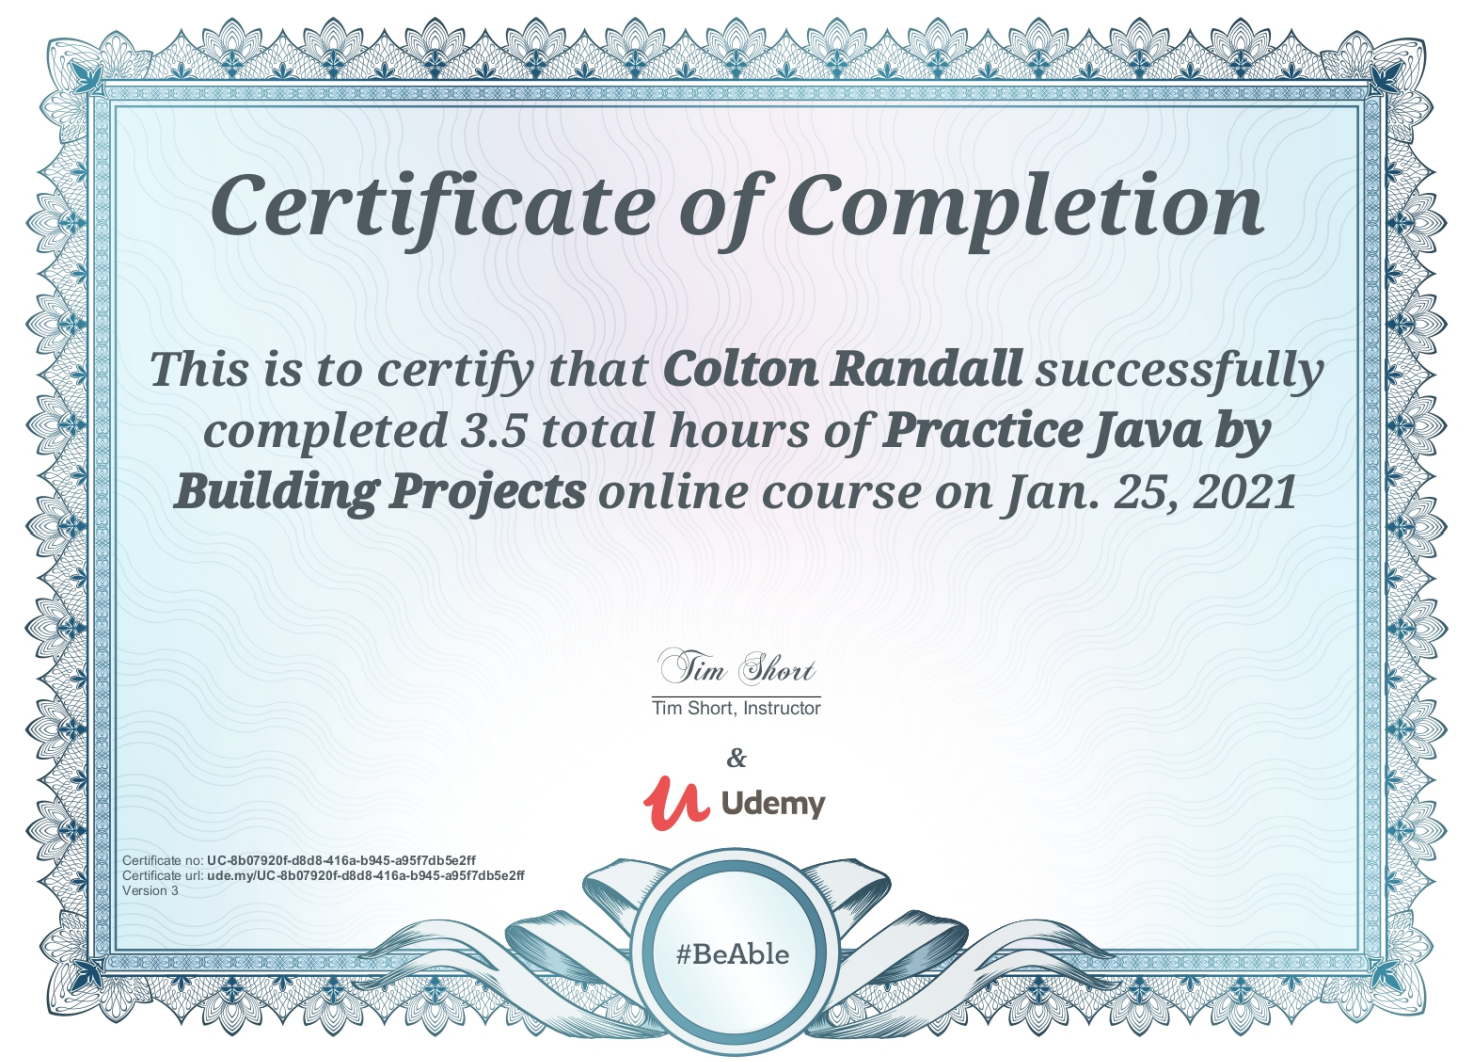 Certificate of Completion
This is to certify that Colton Randall successfully
completed 3.5 total hours of Practice Java by
Building Projects online course on Jan. 25, 2021
Tim Short
Tim Short, Instructor
&
Udemy
Certificate no: UC-8b07920f-d8d8-416a-b945-a95f7db5e2ff
Certificate url: ude.my/UC-8b07920f-d8d8-416a-b945-a95f7db5e2ff
Version 3
#BeAble